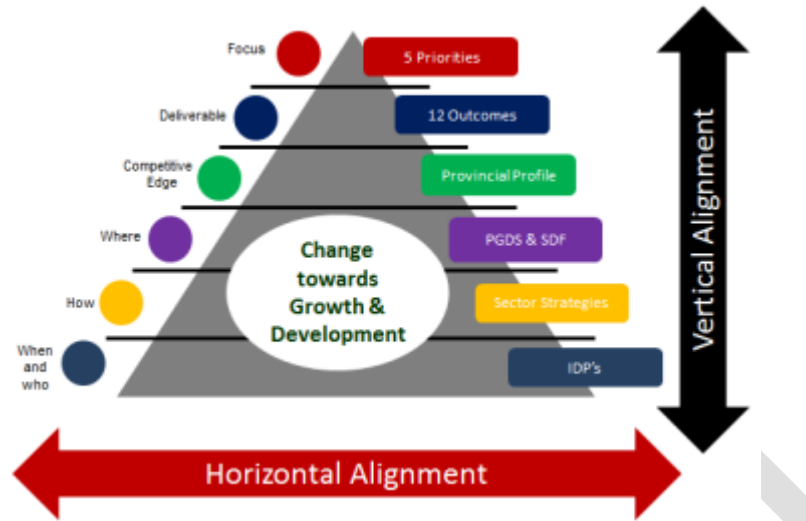 Focus
5 Priorities
Deliverable
12 Outcomes
Competitive
Edge
Provincial Profile
Where
PGDS & SDF
Change
towards
Growth &
Development
How
Sector Strategies
When
and
who
IDP's
Vertical Alignment
Horizontal Alignment